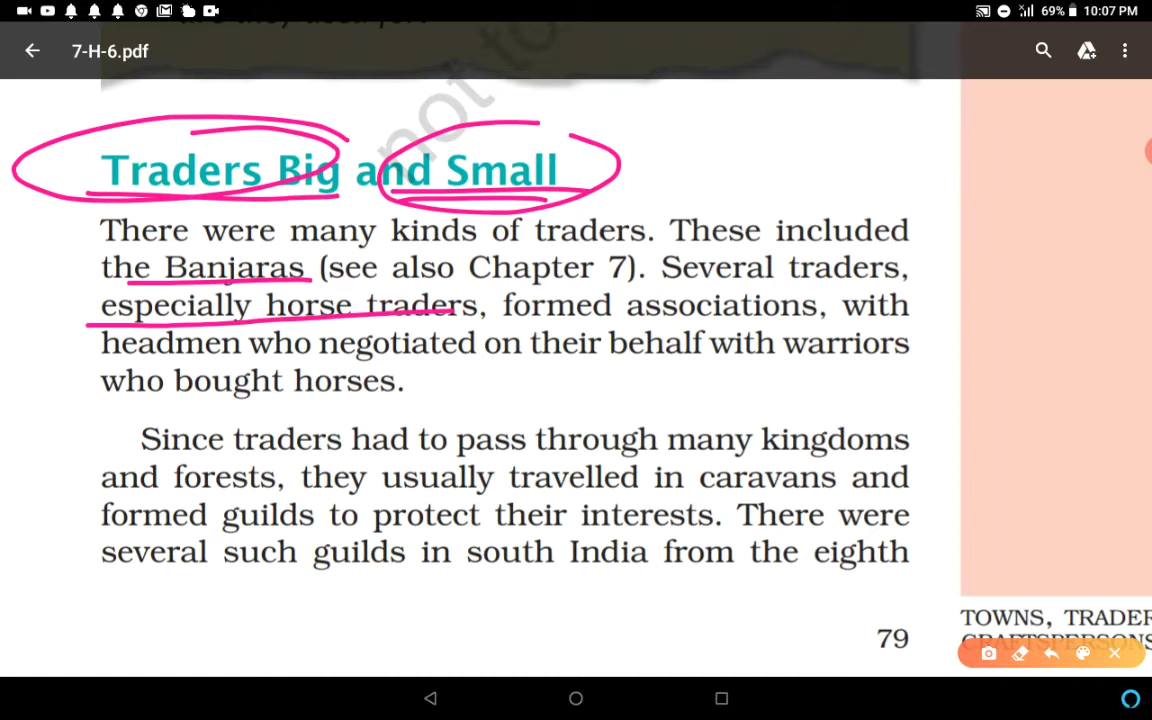 69% 10:07 PM
7-H-6.pdf
not to
Traders Big and Small
There were many kinds of traders. These included
the Banjaras (see also Chapter 7). Several traders,
especially horse traders, formed associations, with
headmen who negotiated on their behalf with warriors
who bought horses.
Since traders had to pass through many kingdoms
and forests, they usually travelled in caravans and
formed guilds to protect their interests. There were
several such guilds in south India from the eighth
79
TOWNS, TRADER
CRAFTSPERSONS